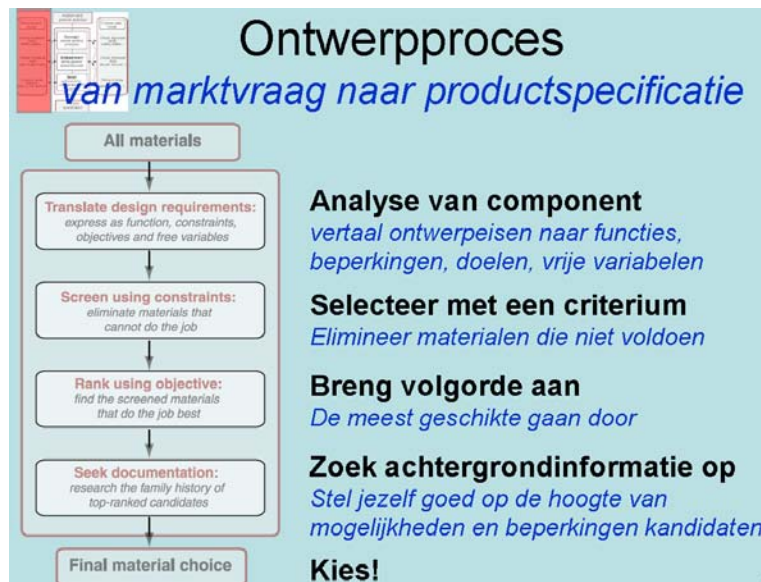 Ontwerpproces
van marktvraag naar productspecificatie
All materials
Translate design requirements:
express as function, constraints,
objectives and free variables
Screen using constraints:
eliminate materials that
cannot do the job
Rank using objective:
find the screened materials
that do the job best
Seek documentation:
research the family history of
top-ranked candidates
Final material choice
Analyse van component
vertaal ontwerpeisen naar functies,
beperkingen, doelen, vrije variabelen
Selecteer met een criterium
Elimineer materialen die niet voldoen
Breng volgorde aan
De meest geschikte gaan door
Zoek achtergrondinformatie op
Stel jezelf goed op de hoogte van
mogelijkheden en beperkingen kandidaten
Kies!